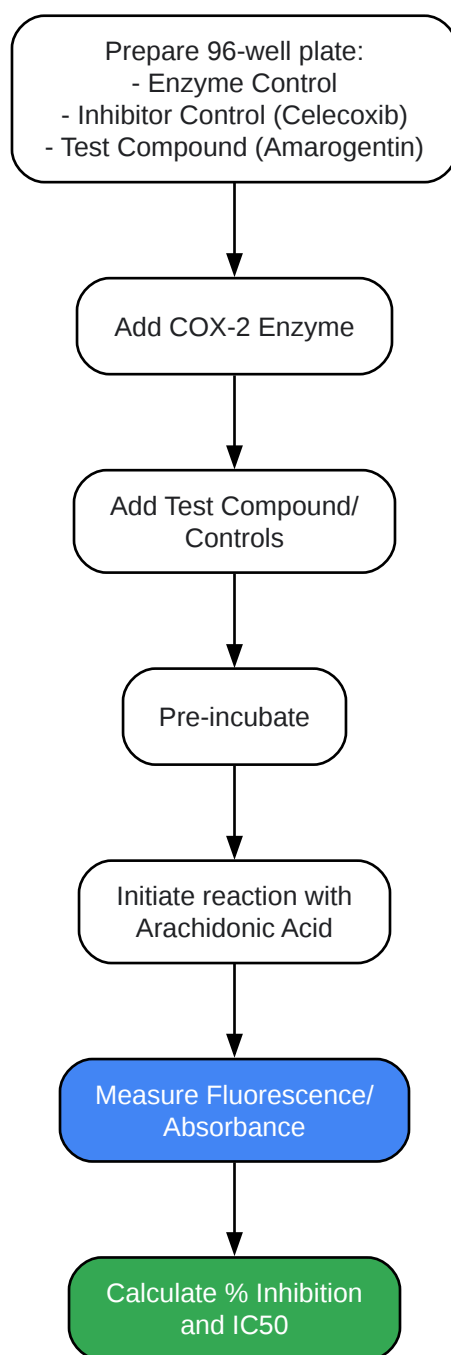 Prepare 96-well plate:
- Enzyme Control
- Inhibitor Control (Celecoxib)
- Test Compound (Amarogentin)
Add COX-2 Enzyme
Add Test Compound/
Controls
Pre-incubate
Initiate reaction with
Arachidonic Acid
Measure Fluorescence/
Absorbance
Calculate % Inhibition
and IC50